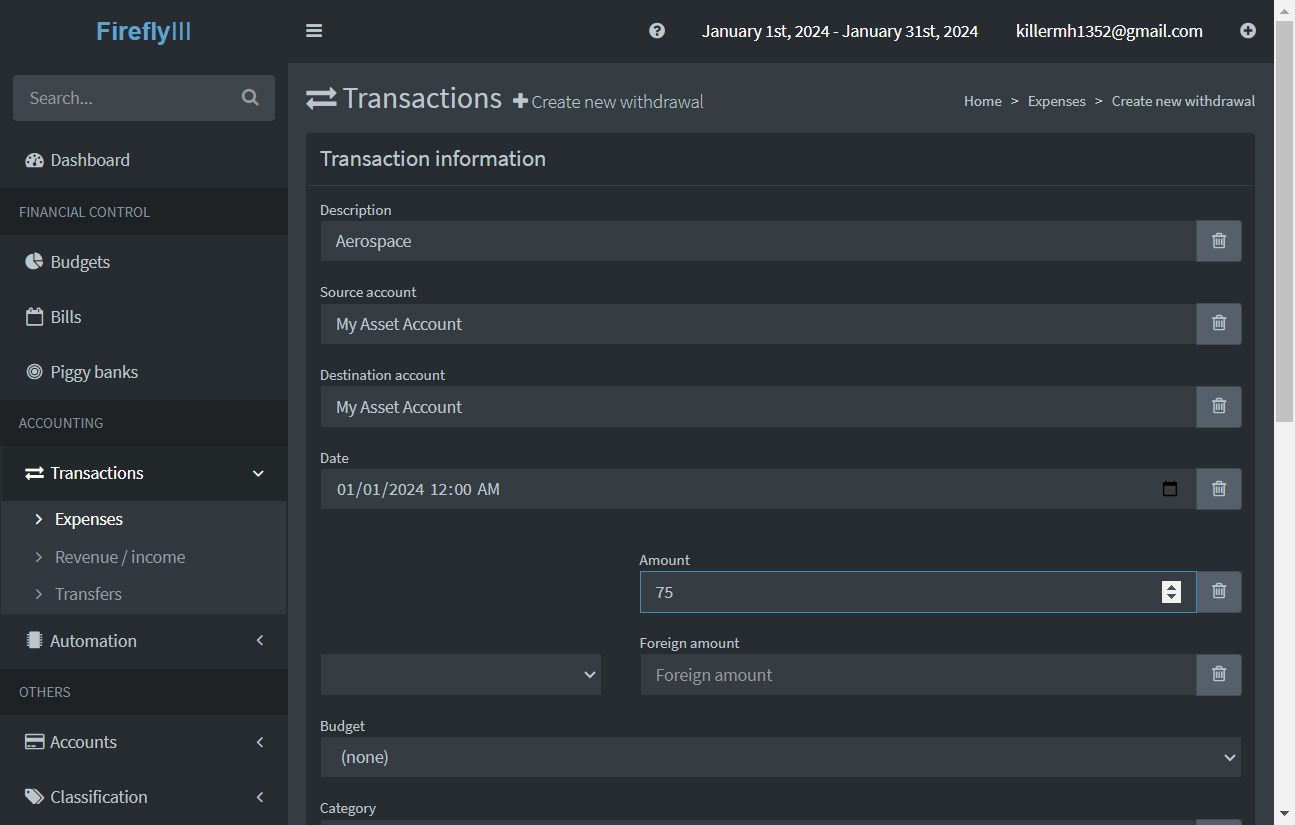 FireflyIII
January 1st, 2024 - January 31st, 2024
killermh1352@gmail.com
Search...
Dashboard
FINANCIAL CONTROL
Budgets
Bills
Piggy banks
ACCOUNTING
Transactions
Expenses
Revenue / income
Transfers
Automation
OTHERS
Accounts
Classification
Transactions Create new withdrawal
Home > Expenses > Create new withdrawal
Transaction information
Description
Aerospace
Source account
My Asset Account
Destination account
My Asset Account
Date
01/01/2024 12:00 AM
Amount
75
Foreign amount
Foreign amount
Budget
(none)
Category